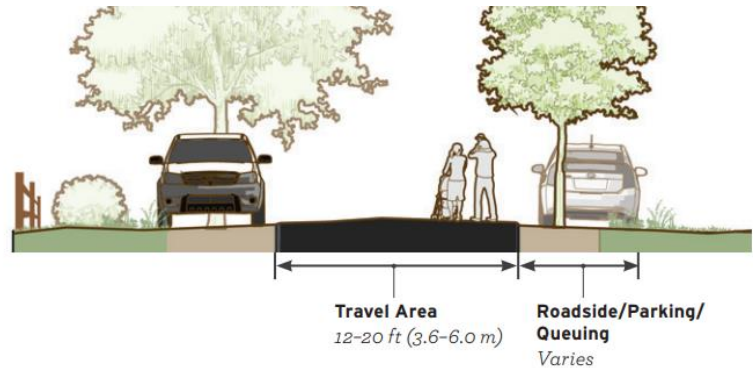 Travel Area
12–20 ft (3.6–6.0 m)
Roadside/Parking/
Queuing
Varies